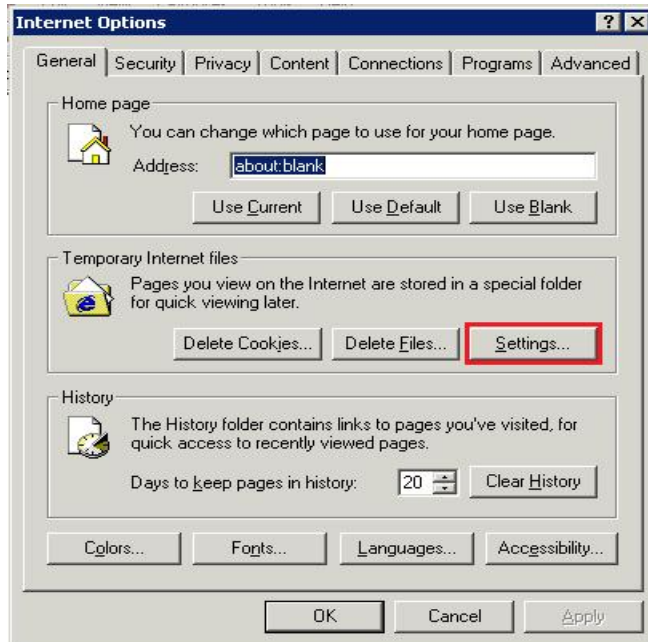 Internet Options
General Security Privacy Content Connections Programs Advanced
Home page
You can change which page to use for your home page.
Address: about:blank
Use Current Use Default Use Blank
Temporary Internet files
Pages you view on the Internet are stored in a special folder
for quick viewing later.
Delete Cookies... Delete Files... Settings...
History
The History folder contains links to pages you've visited, for
quick access to recently viewed pages.
Days to keep pages in history: 20 Clear History
Colors... Fonts... Languages... Accessibility...
OK Cancel Apply